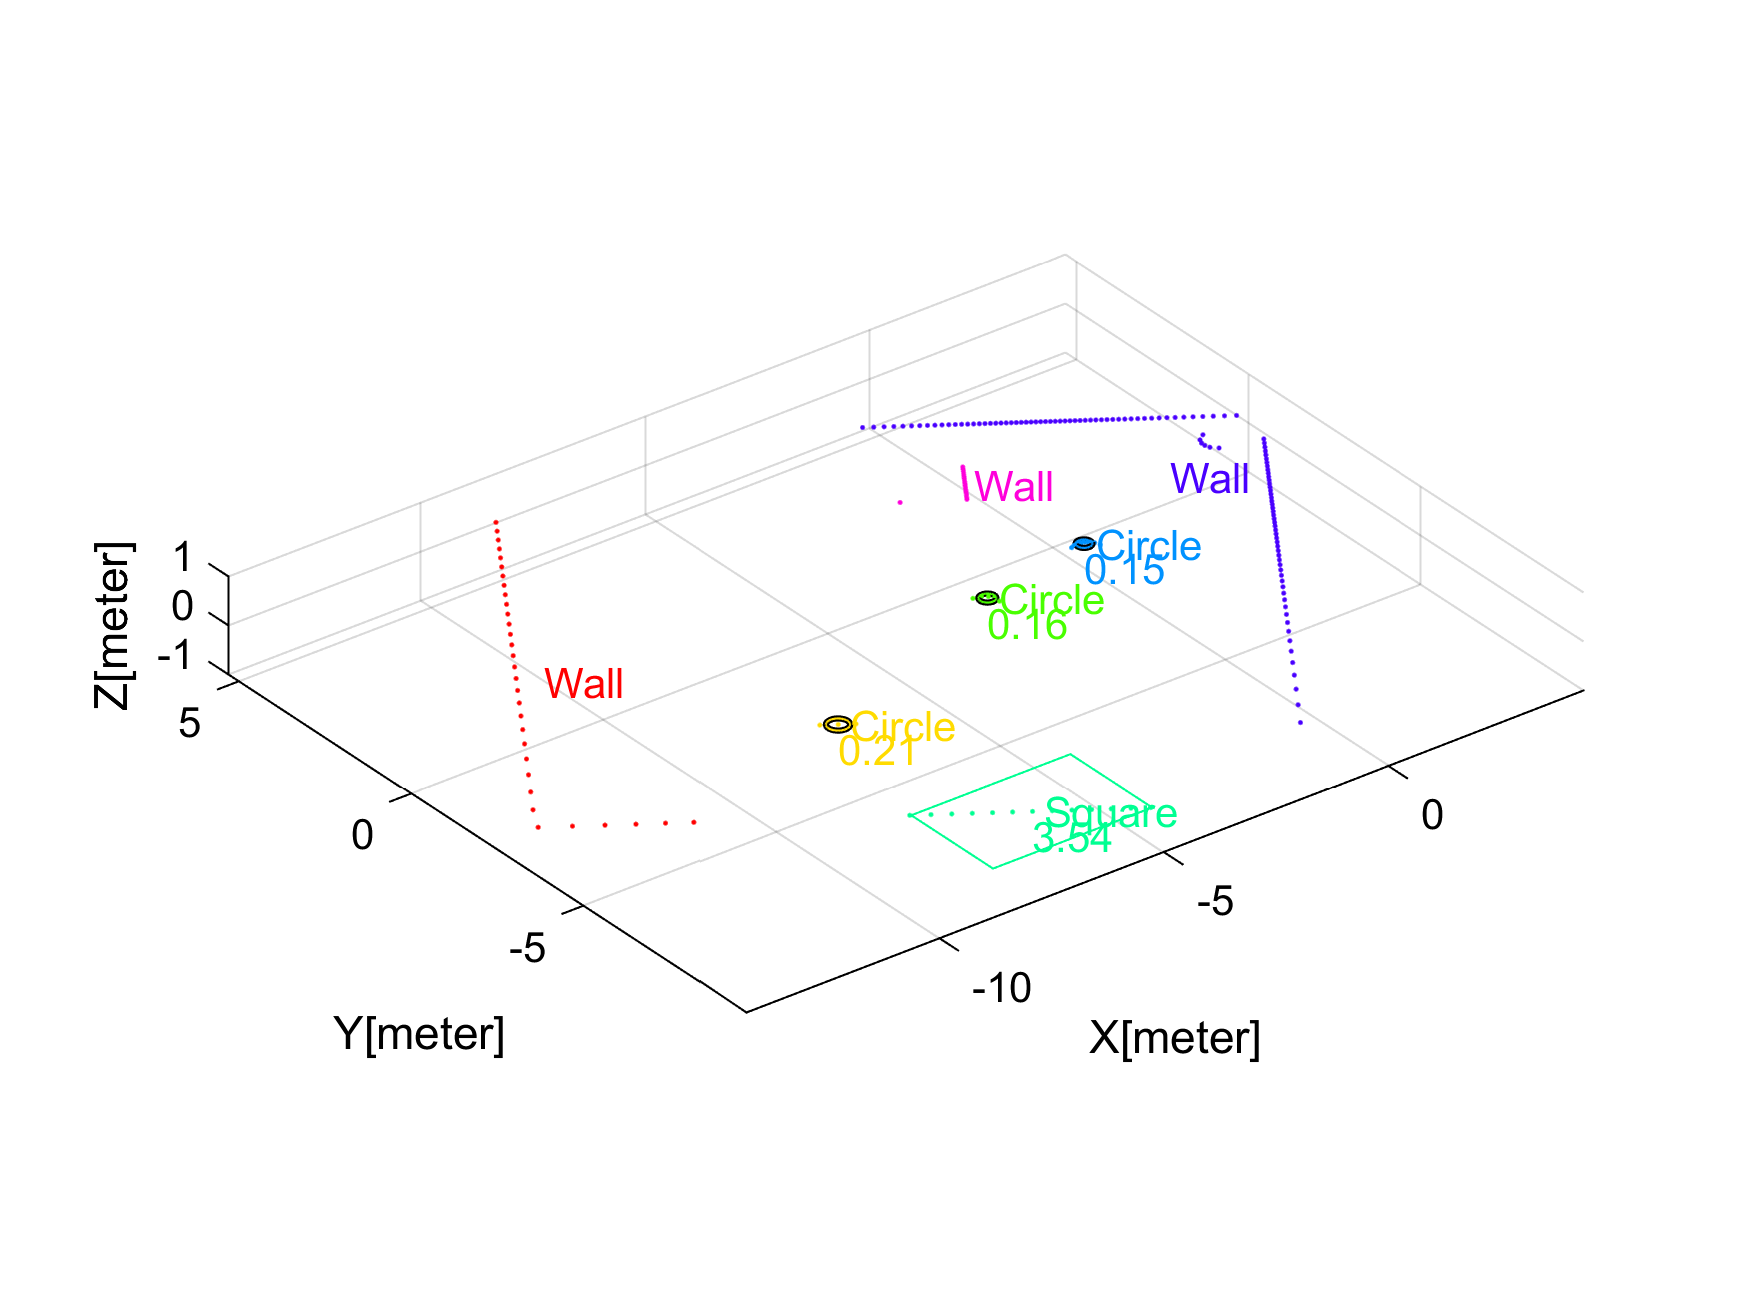 Wall
Wall
Circle
0.15
Circle
0.16
Wall
Circle
0.21
Square
3.54
1
0
-1
Z[meter]
5
0
-5
Y[meter]
0
-5
-10
X[meter]